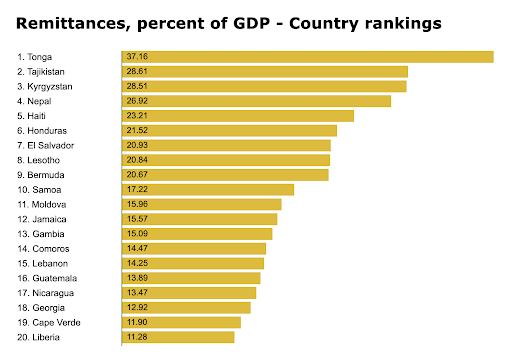 Remittances, percent of GDP - Country rankings
1. Tonga 37.16
2. Tajikistan 28.61
3. Kyrgyzstan 28.51
4. Nepal 26.92
5. Haiti 23.21
6. Honduras 21.52
7. El Salvador 20.93
8. Lesotho 20.84
9. Bermuda 20.67
10. Samoa 17.22
11. Moldova 15.96
12. Jamaica 15.57
13. Gambia 15.09
14. Comoros 14.47
15. Lebanon 14.25
16. Guatemala 13.89
17. Nicaragua 13.47
18. Georgia 12.92
19. Cape Verde 11.90
20. Liberia 11.28